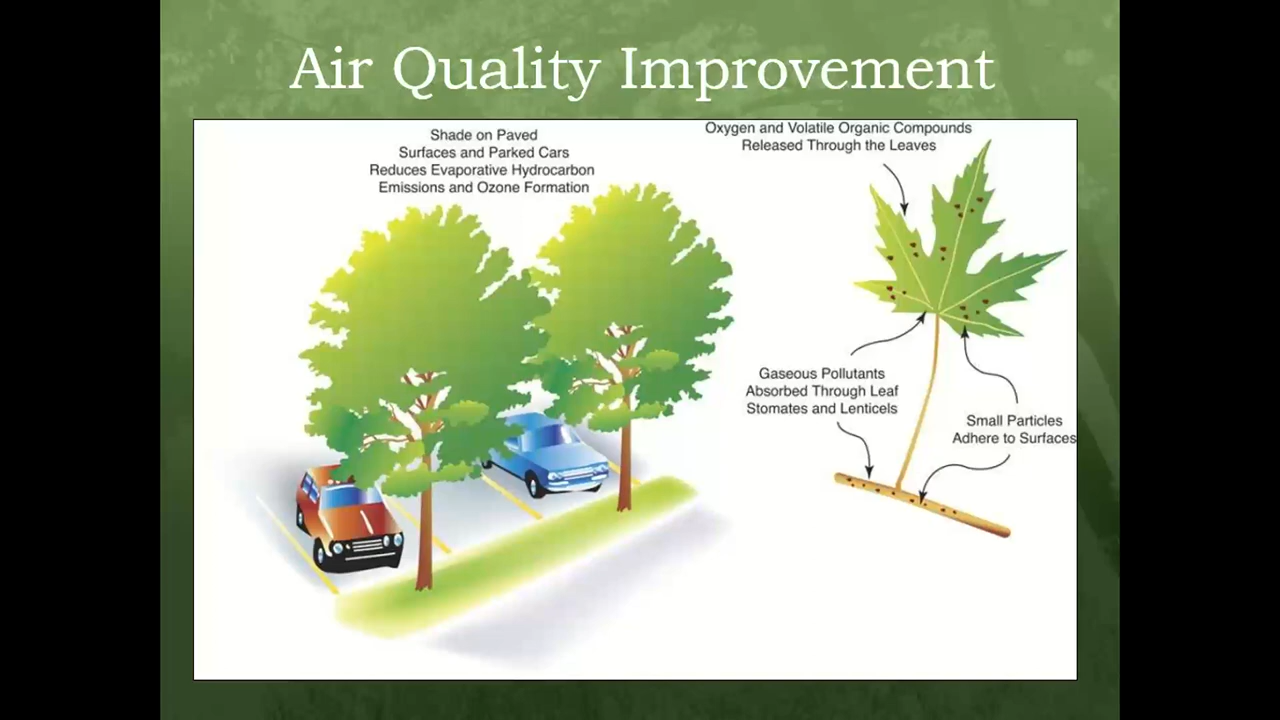 Air Quality Improvement
Shade on Paved
Surfaces and Parked Cars
Reduces Evaporative Hydrocarbon
Emissions and Ozone Formation
Oxygen and Volatile Organic Compounds
Released Through the Leaves
Gaseous Pollutants
Absorbed Through Leaf
Stomates and Lenticels
Small Particles
Adhere to Surfaces